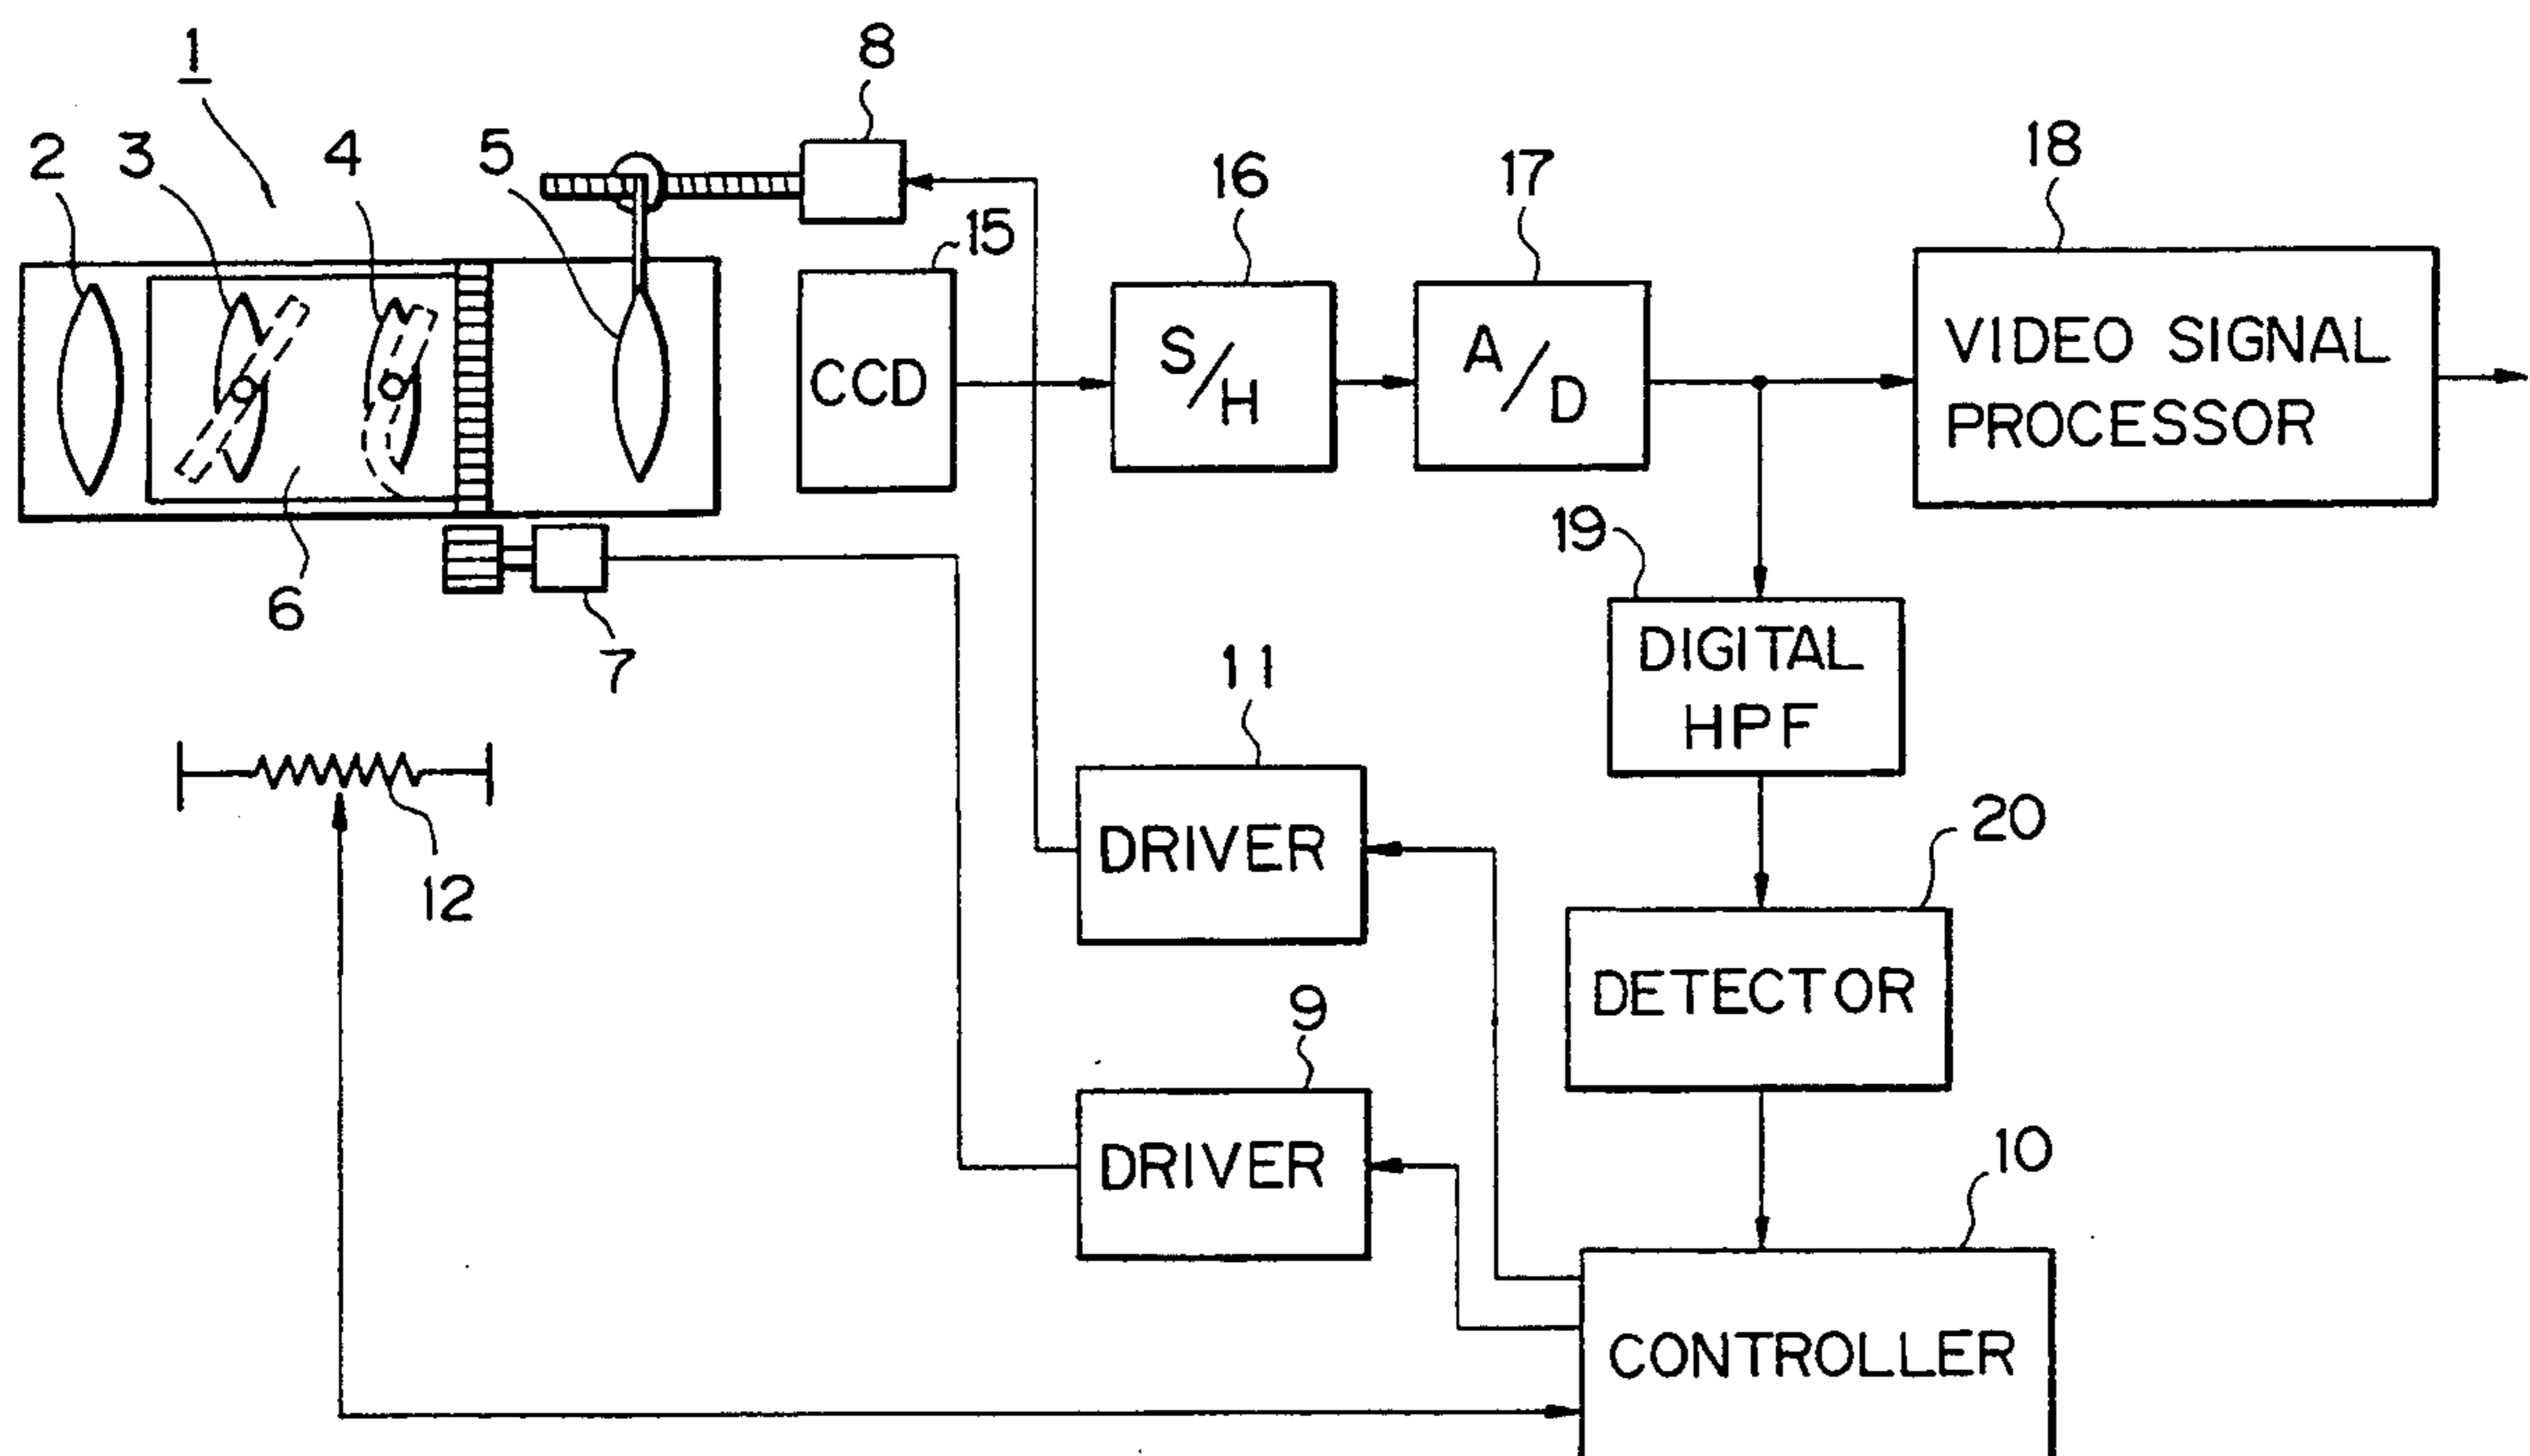 1
8
2
3
4
5
15
16
17
18
CCD
S/H
A/D
VIDEO SIGNAL
PROCESSOR
6
7
19
DIGITAL
HPF
11
12
DRIVER
20
DETECTOR
9
DRIVER
10
CONTROLLER